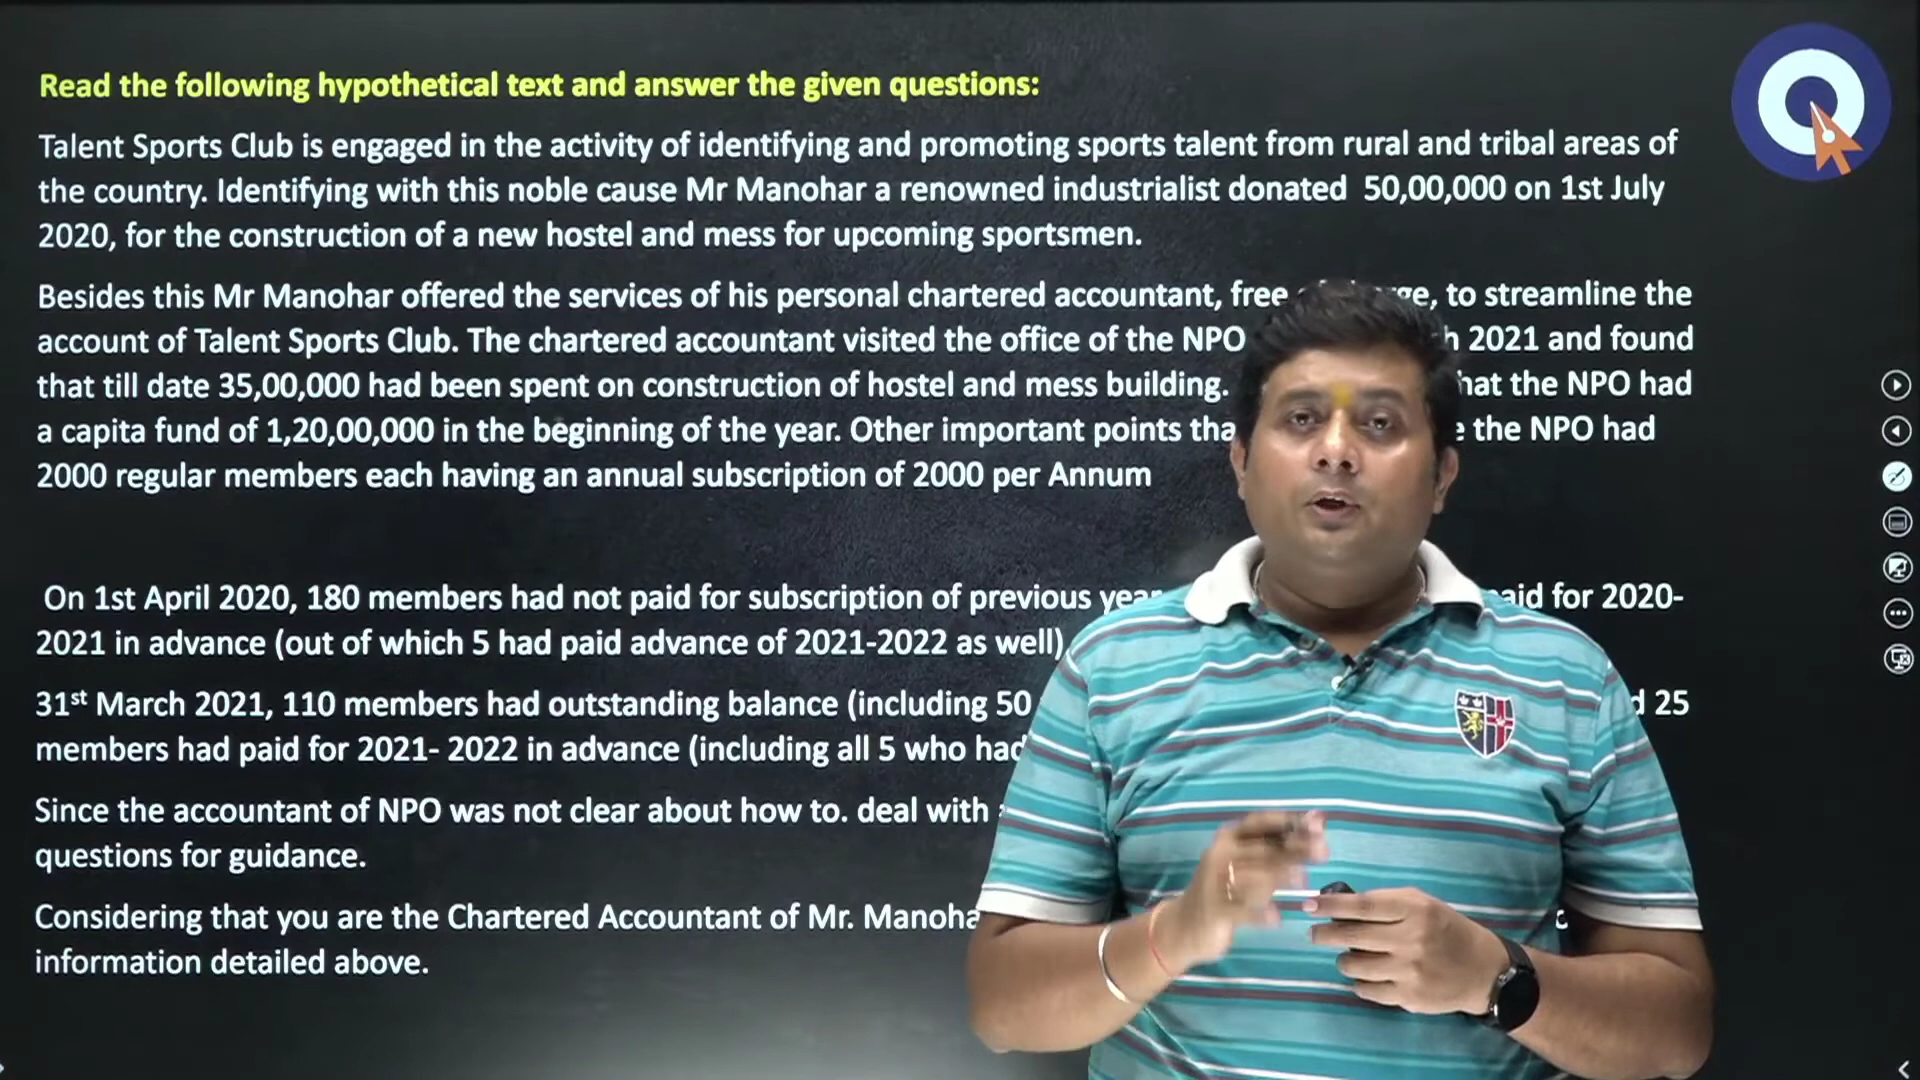 Read the following hypothetical text and answer the given questions:
Talent Sports Club is engaged in the activity of identifying and promoting sports talent from rural and tribal areas of
the country. Identifying with this noble cause Mr Manohar a renowned industrialist donated 50,00,000 on 1st July
2020, for the construction of a new hostel and mess for upcoming sportsmen.
Besides this Mr Manohar offered the services of his personal chartered accountant, free to streamline the
account of Talent Sports Club. The chartered accountant visited the office of the NPO 2021 and found
that till date 35,00,000 had been spent on construction of hostel and mess building. that the NPO had
a capita fund of 1,20,00,000 in the beginning of the year. Other important points the NPO had
2000 regular members each having an annual subscription of 2000 per Annum
On 1st April 2020, 180 members had not paid for subscription of previous for 2020-
2021 in advance (out of which 5 had paid advance of 2021-2022 as well)
31st March 2021, 110 members had outstanding balance (including 50 25
members had paid for 2021- 2022 in advance (including all 5 who had
Since the accountant of NPO was not clear about how to. deal with
questions for guidance.
Considering that you are the Chartered Accountant of Mr.
information detailed above.